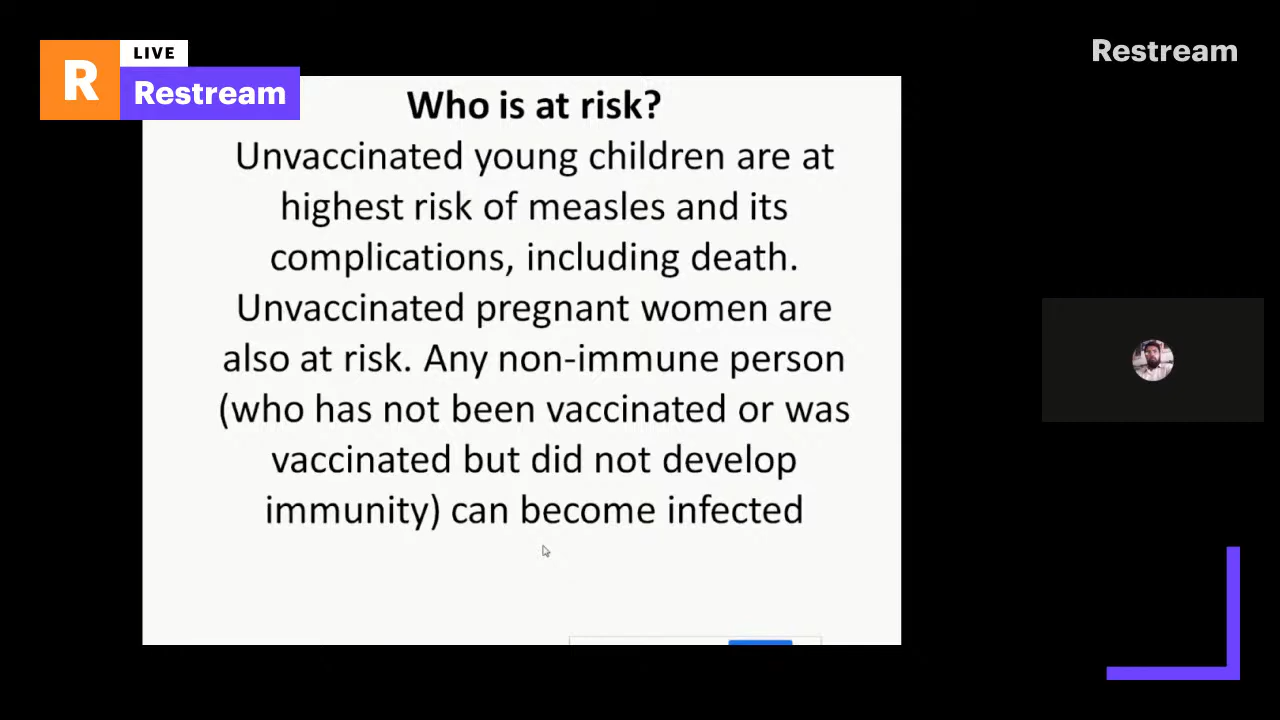 R
LIVE
Restream
Restream
Who is at risk?
Unvaccinated young children are at
highest risk of measles and its
complications, including death.
Unvaccinated pregnant women are
also at risk. Any non-immune person
(who has not been vaccinated or was
vaccinated but did not develop
immunity) can become infected